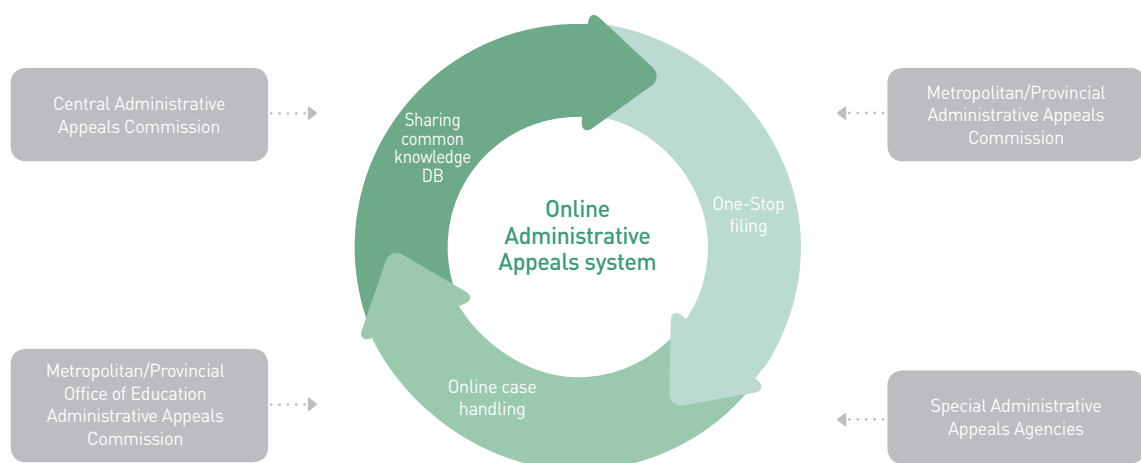 Central Administrative
Appeals Commission
Metropolitan/Provincial
Administrative Appeals
Commission
Sharing
common
knowledge
DB
One-Stop
filing
Online
Administrative
Appeals system
Metropolitan/Provincial
Office of Education
Administrative Appeals
Commission
Online case
handling
Special Administrative
Appeals Agencies